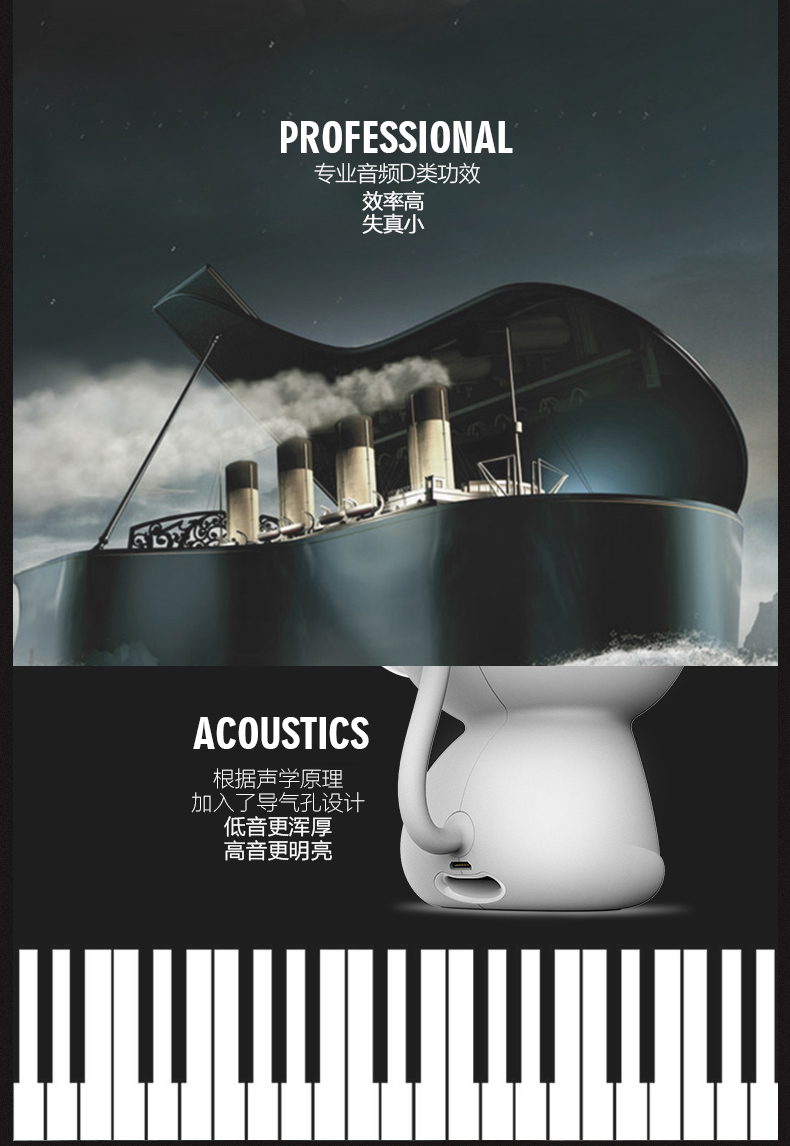 PROFESSIONAL
专业音频D类功效
效率高
失真小
ACOUSTICS
根据声学原理
加入了导气孔设计
低音更浑厚
高音更明亮